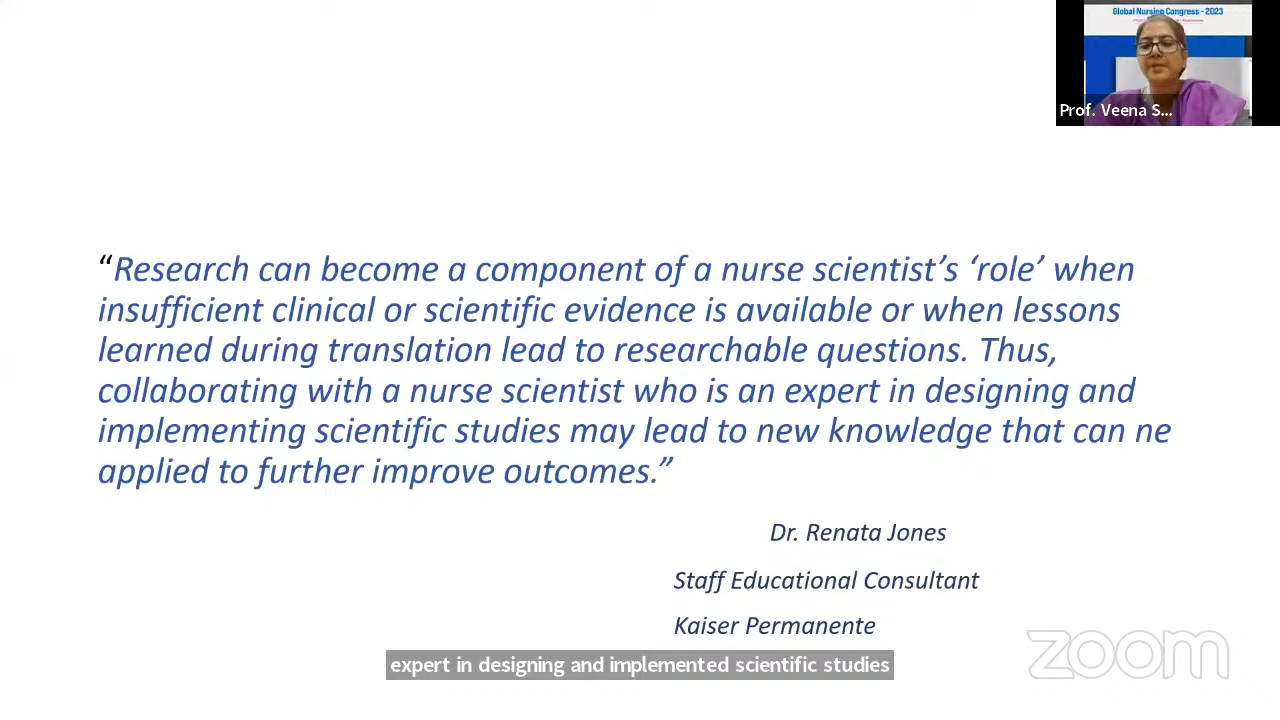 Global Nursing Congress - 2023
Prof. Veena S...
“Research can become a component of a nurse scientist’s ‘role’ when
insufficient clinical or scientific evidence is available or when lessons
learned during translation lead to researchable questions. Thus,
collaborating with a nurse scientist who is an expert in designing and
implementing scientific studies may lead to new knowledge that can ne
applied to further improve outcomes.”
Dr. Renata Jones
Staff Educational Consultant
Kaiser Permanente
expert in designing and implemented scientific studies
zoom